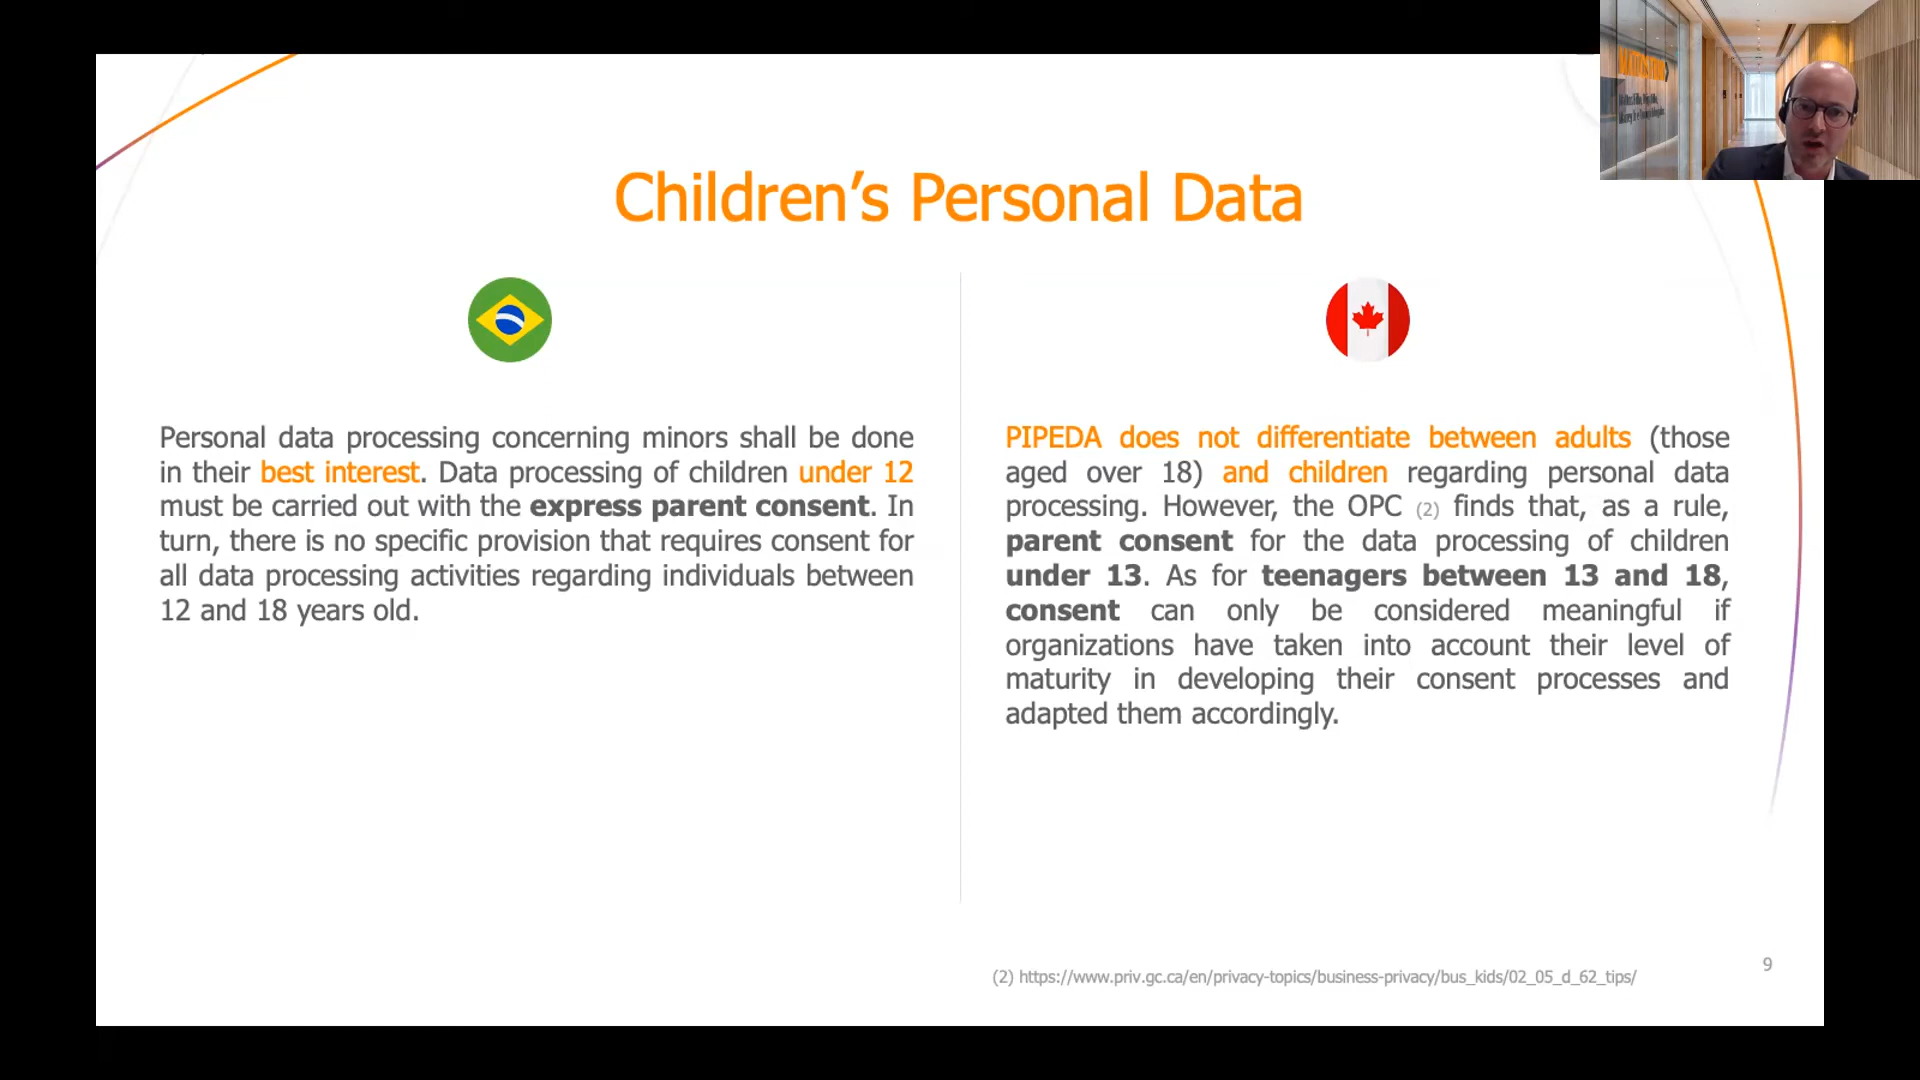 Children's Personal Data
Personal data processing concerning minors shall be done
in their best interest. Data processing of children under 12
must be carried out with the express parent consent. In
turn, there is no specific provision that requires consent for
all data processing activities regarding individuals between
12 and 18 years old.
PIPEDA does not differentiate between adults (those
aged over 18) and children regarding personal data
processing. However, the OPC (2) finds that, as a rule,
parent consent for the data processing of children
under 13. As for teenagers between 13 and 18,
consent can only be considered meaningful if
organizations have taken into account their level of
maturity in developing their consent processes and
adapted them accordingly.
(2) https://www.priv.gc.ca/en/privacy-topics/business-privacy/bus_kids/02_05_d_62_tips/
9